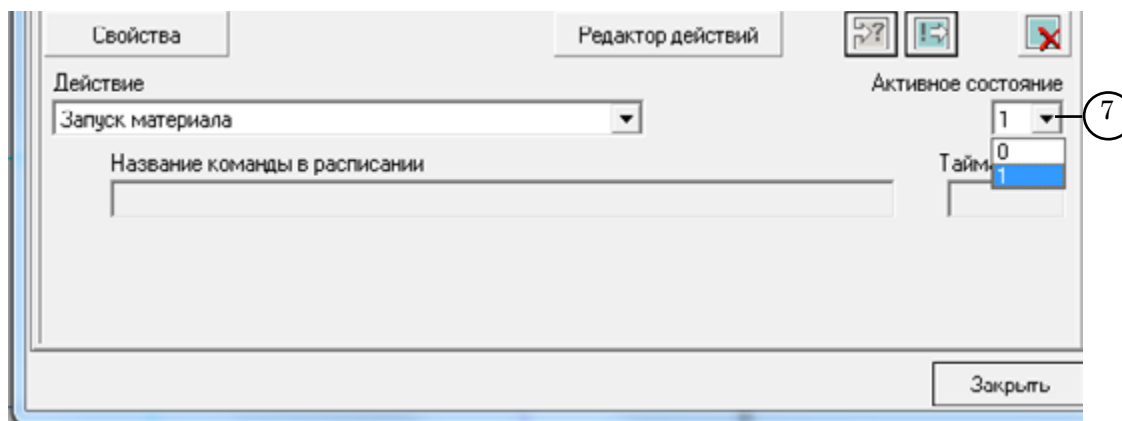 Свойства
Редактор действий
?
!
Действие
Активное состояние
Запуск материала
1
7
0
Название команды в расписании
1
Закрыть